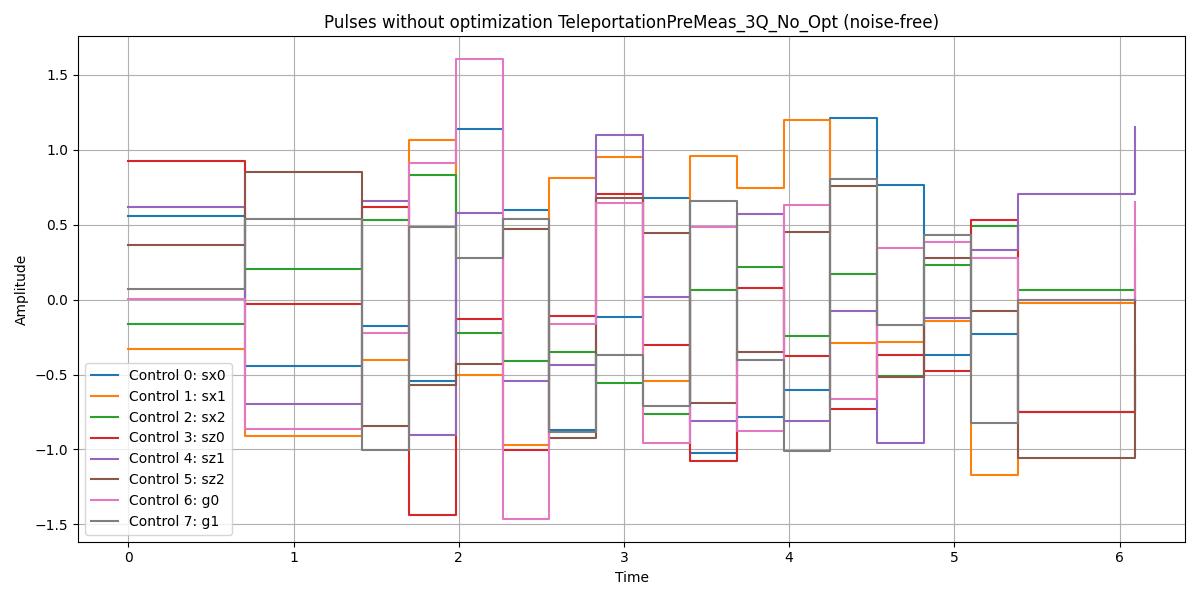 Pulses without optimization TeleportationPreMeas_3Q_No_Opt (noise-free)
1.5
1.0
0.5
0.0
−0.5
−1.0
−1.5
Amplitude
Control 0: sx0
Control 1: sx1
Control 2: sx2
Control 3: sz0
Control 4: sz1
Control 5: sz2
Control 6: g0
Control 7: g1
0 1 2 3 4 5 6
Time